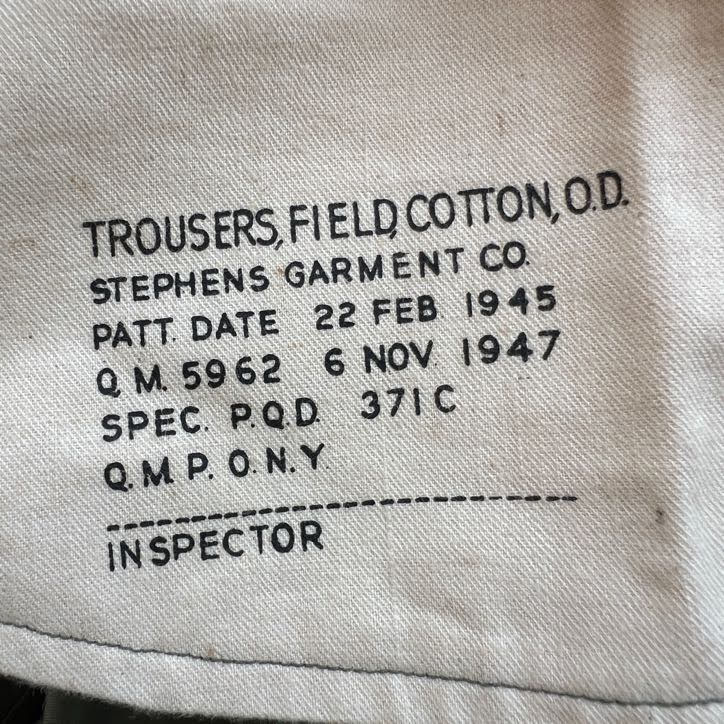 TROUSERS, FIELD, COTTON, O.D.
STEPHENS GARMENT CO.
PATT. DATE 22 FEB 1945
Q.M. 5962 6 NOV. 1947
SPEC. P.Q.D. 371C
Q.M.P.O.N.Y.
INSPECTOR